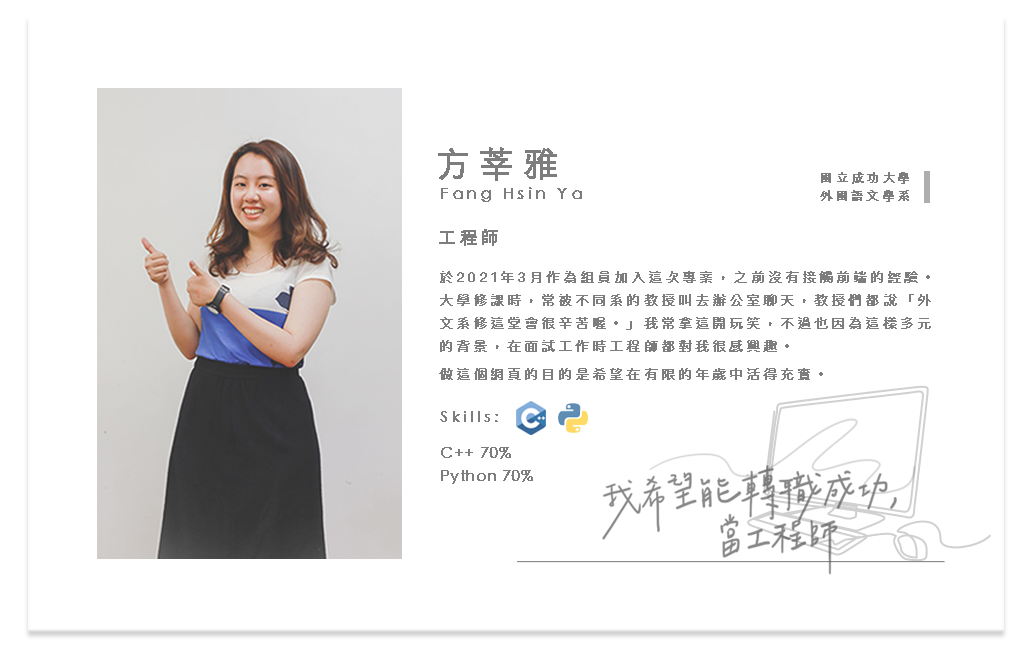 方莘雅
Fang Hsin Ya
國立成功大學
外國語文學系
工程師
於2021年3月作為組員加入這次專案，之前沒有接觸前端的經驗。
大學修課時，常被不同系的教授叫去辦公室聊天，教授們都說「外
文系修這堂會很辛苦喔。」我常拿這開玩笑，不過也因為這樣多元
的背景，在面試工作時工程師都對我很感興趣。
做這個網頁的目的是希望在有限的年歲中活得充實。
Skills:
C++ 70%
Python 70%
我希望能轉職成功,
當工程師